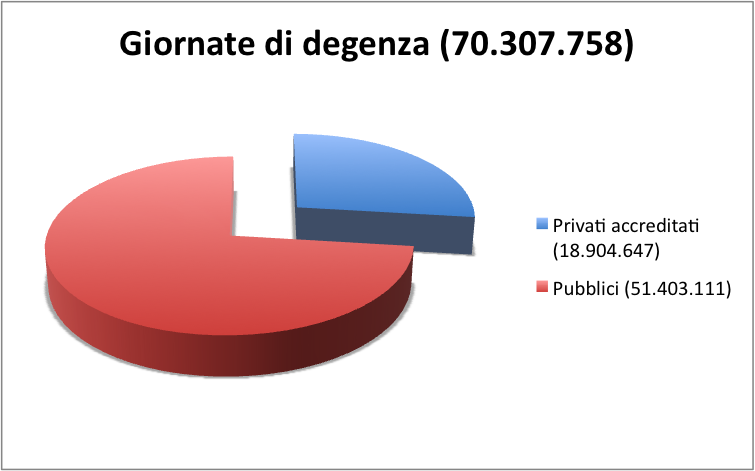 Giornate di degenza (70.307.758)
Privati accreditati
(18.904.647)
Pubblici (51.403.111)